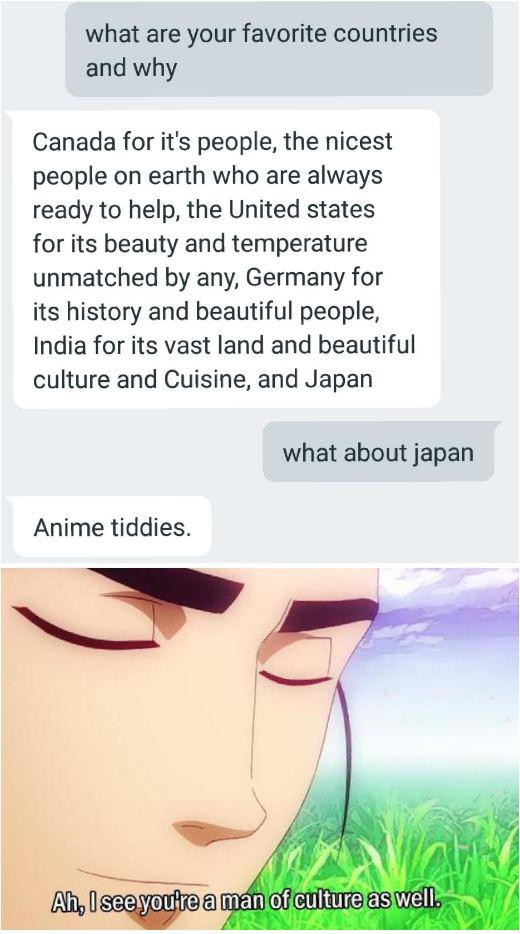 what are your favorite countries
and why
Canada for it's people, the nicest
people on earth who are always
ready to help, the United states
for its beauty and temperature
unmatched by any, Germany for
its history and beautiful people,
India for its vast land and beautiful
culture and Cuisine, and Japan
what about japan
Anime tiddies.
Ah, I see you're a man of culture as well.